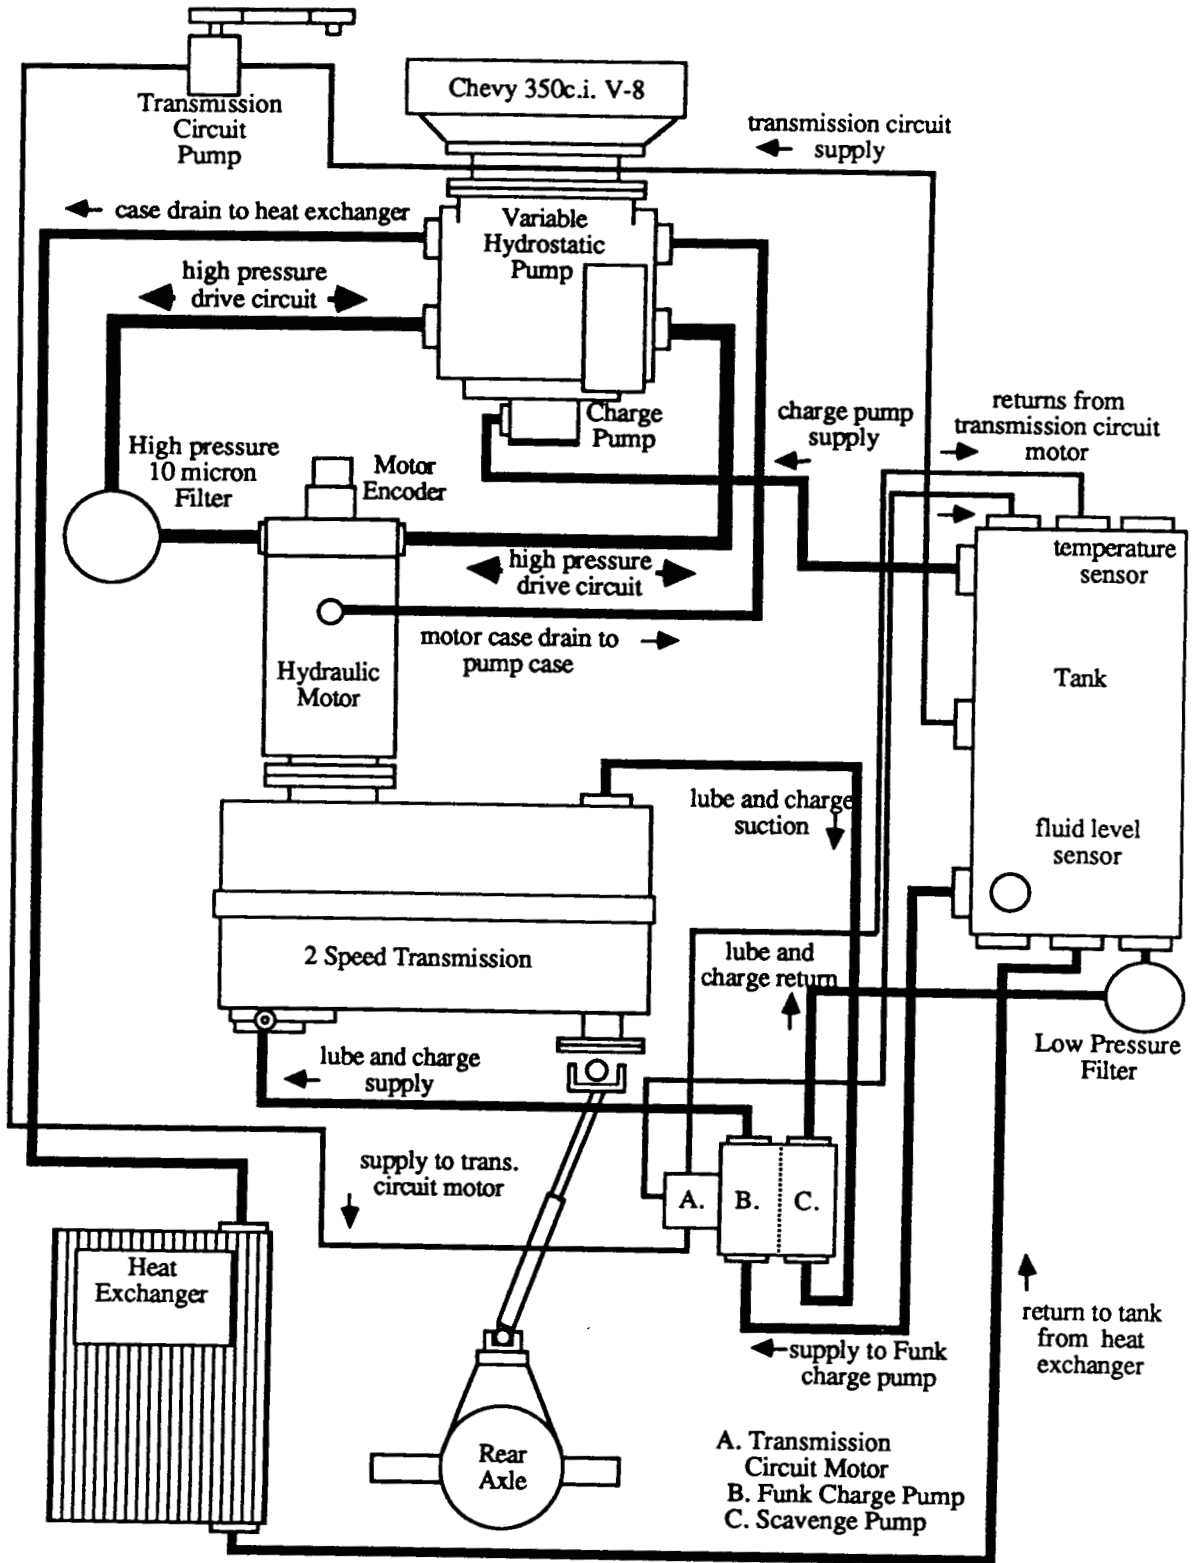 Chevy 350c.i. V-8
Transmission
Circuit
Pump
transmission circuit
supply
case drain to heat exchanger
Variable
Hydrostatic
Pump
high pressure
drive circuit
Charge
Pump
charge pump
supply
returns from
transmission circuit
motor
High pressure
10 micron
Filter
Motor
Encoder
temperature
sensor
high pressure
drive circuit
motor case drain to
pump case
Hydraulic
Motor
Tank
lube and charge
suction
fluid level
sensor
2 Speed Transmission
lube and
charge return
Low Pressure
Filter
lube and charge
supply
supply to trans.
circuit motor
A.
B.
C.
Heat
Exchanger
return to tank
from heat
exchanger
supply to Funk
charge pump
Rear
Axle
A. Transmission
Circuit Motor
B. Funk Charge Pump
C. Scavenge Pump